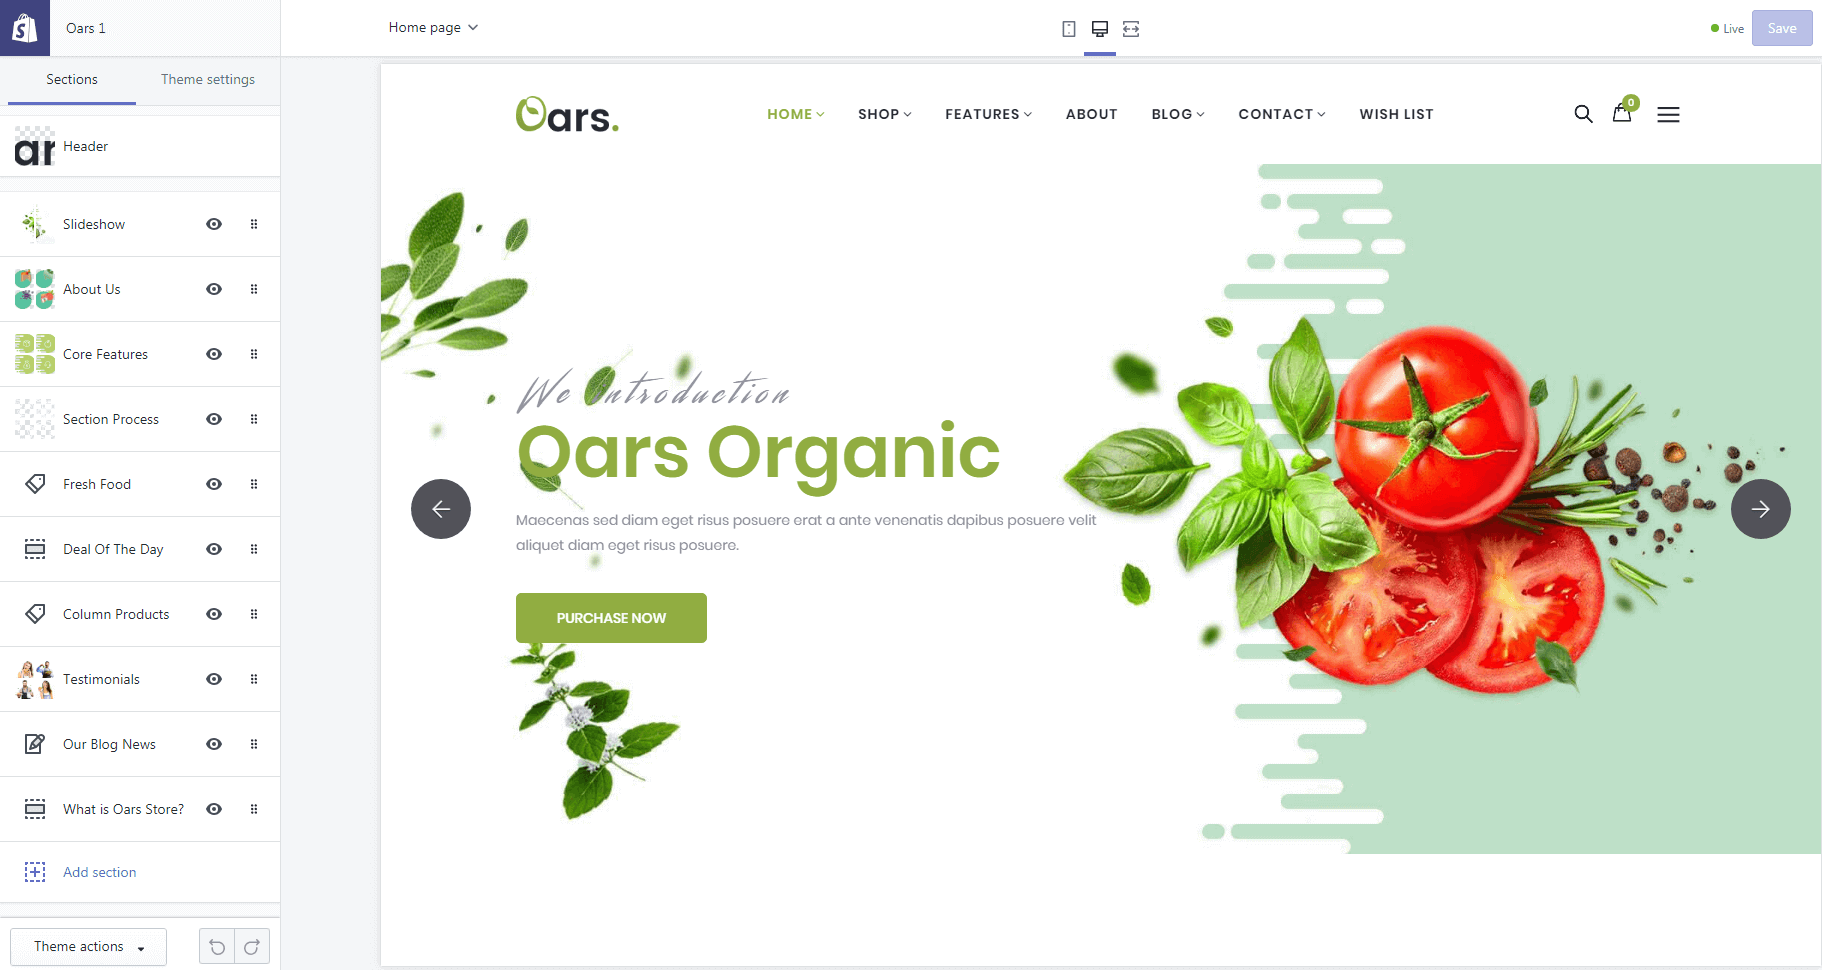 Oars 1
Home page
Live
Save
Sections
Theme settings
ar
Header
Slideshow
About Us
Core Features
Section Process
Fresh Food
Deal Of The Day
Column Products
Testimonials
Our Blog News
What is Oars Store?
Add section
Theme actions
Oars.
HOME
SHOP
FEATURES
ABOUT
BLOG
CONTACT
WISH LIST
0
We Introduction
Oars Organic
Maecenas sed diam eget risus posuere erat a ante venenatis dapibus posuere velit
aliquet diam eget risus posuere.
PURCHASE NOW